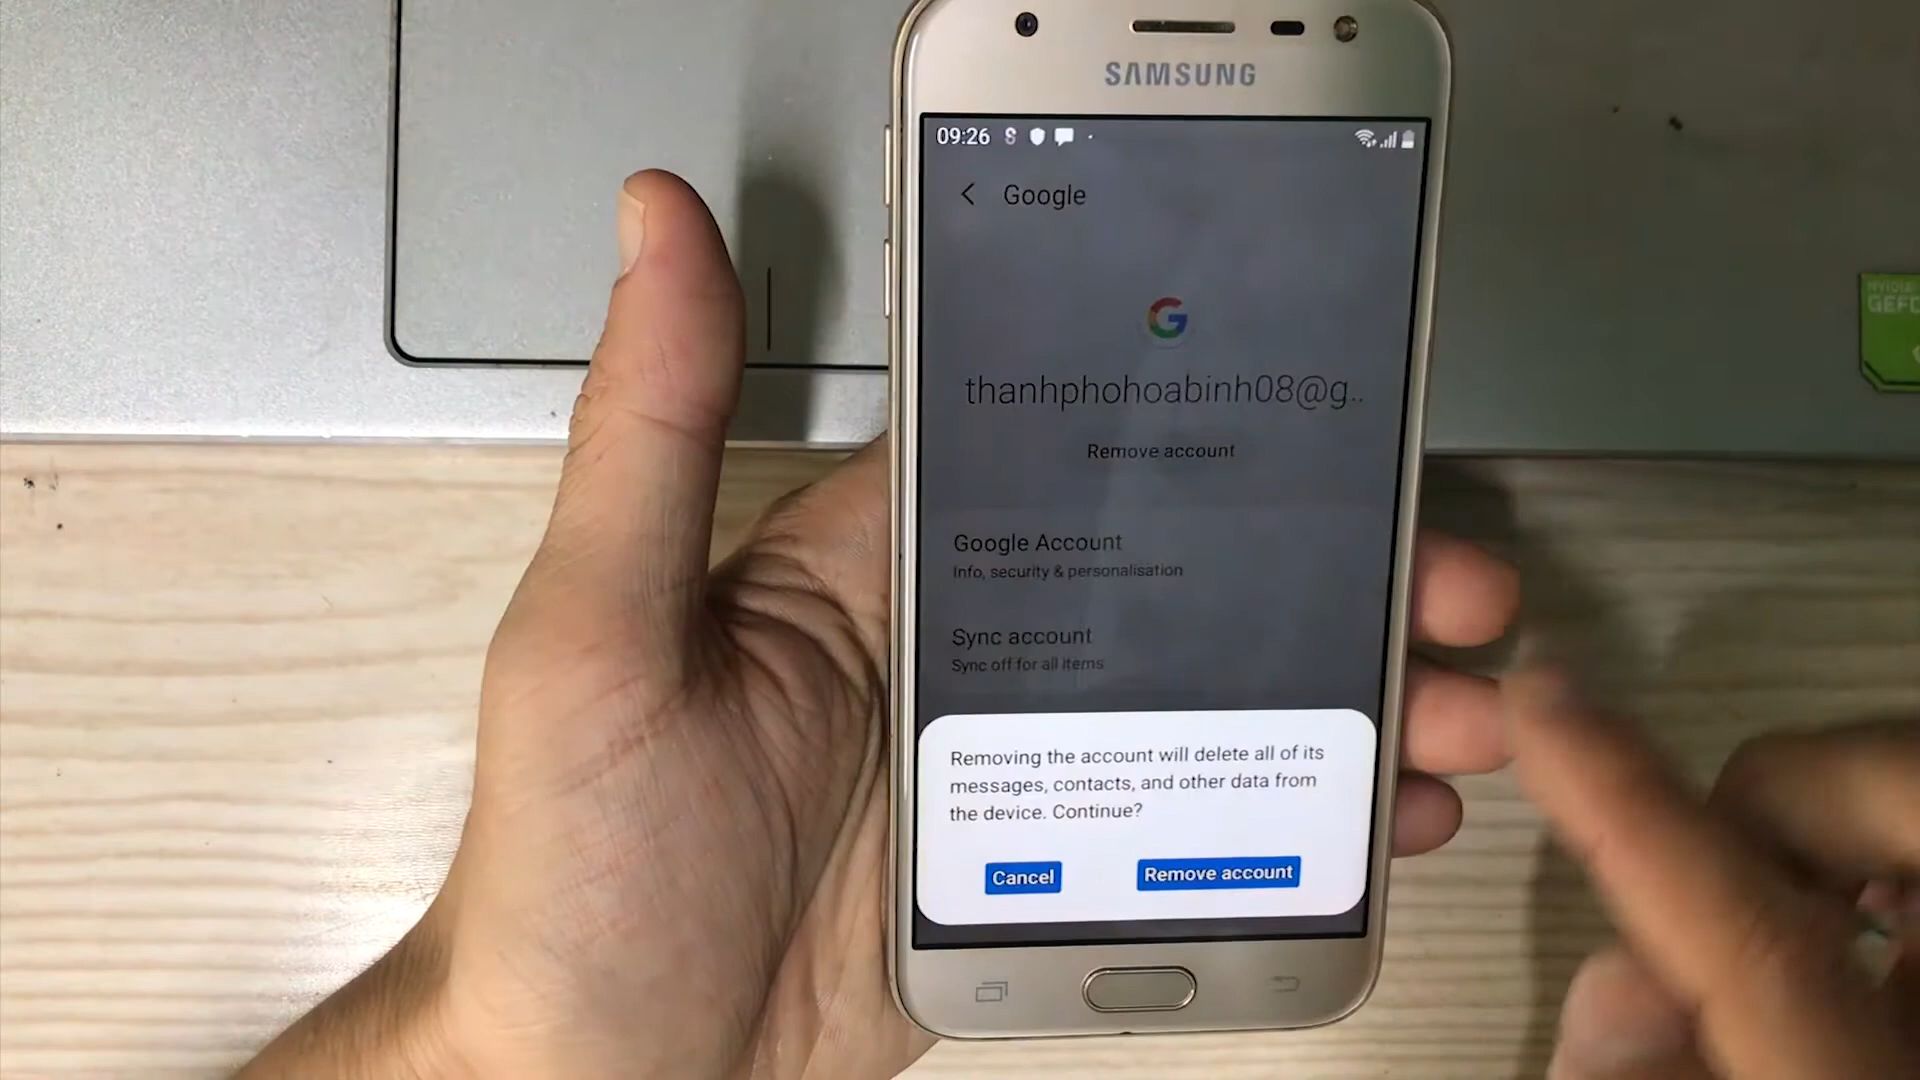 SAMSUNG
09:26
Google
thanhphohoabinh08@g..
Remove account
Google Account
Info, security & personalisation
Sync account
Sync off for all items
Removing the account will delete all of its
messages, contacts, and other data from
the device. Continue?
Cancel
Remove account